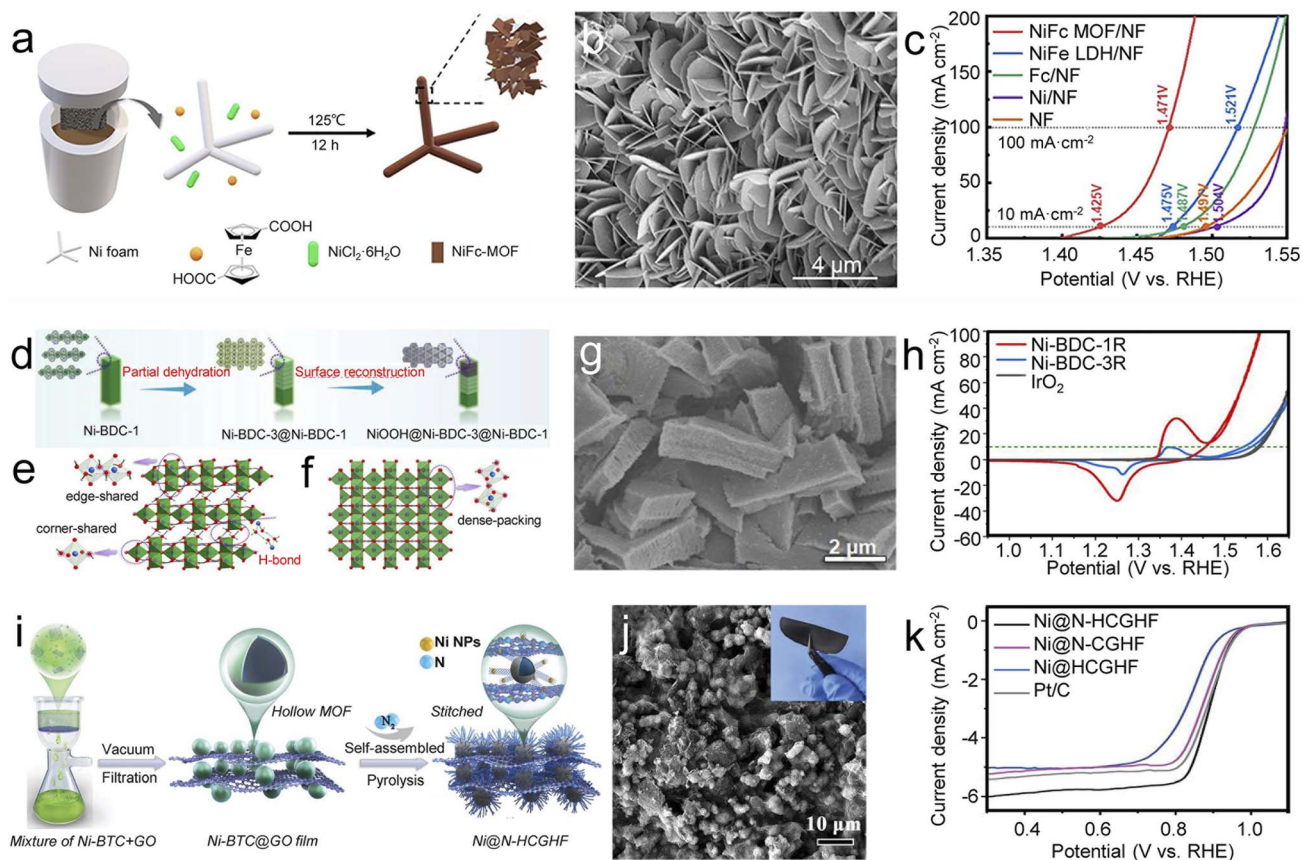 a
125℃
12 h
COOH
Fe
HOOC
Ni foam
NiCl₂·6H₂O
NiFc-MOF
b
4 μm
c
Current density (mA cm⁻²)
200
150
100
50
0
NiFc MOF/NF
NiFe LDH/NF
Fc/NF
Ni/NF
NF
1.471V
1.521V
100 mA·cm⁻²
1.425V
1.475V
1.487V
1.497V
1.504V
10 mA·cm⁻²
1.35
1.40
1.45
1.50
1.55
Potential (V vs. RHE)
d
Partial dehydration
Surface reconstruction
Ni-BDC-1
Ni-BDC-3@Ni-BDC-1
NiOOH@Ni-BDC-3@Ni-BDC-1
e
edge-shared
corner-shared
H-bond
f
dense-packing
g
2 μm
h
Current density (mA cm⁻²)
100
80
60
40
20
0
-20
-40
-60
Ni-BDC-1R
Ni-BDC-3R
IrO₂
1.0
1.1
1.2
1.3
1.4
1.5
1.6
Potential (V vs. RHE)
i
Vacuum
Filtration
Mixture of Ni-BTC+GO
Hollow MOF
Ni-BTC@GO film
N₂
Self-assembled
Pyrolysis
Ni NPs
N
Stitched
Ni@N-HCGHF
j
10 μm
k
Current density (mA cm⁻²)
0
-2
-4
-6
Ni@N-HCGHF
Ni@N-CGHF
Ni@HCGHF
Pt/C
0.4
0.6
0.8
1.0
Potential (V vs. RHE)